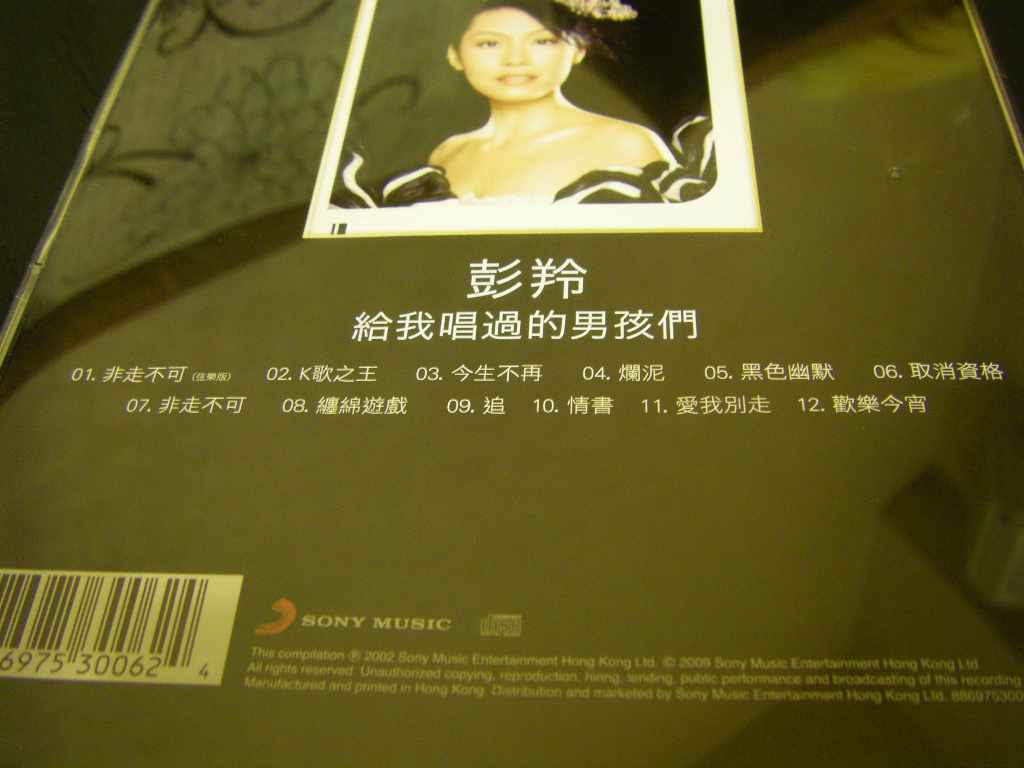 彭羚
給我唱過的男孩們
01. 非走不可 (弦樂版) 02. K歌之王 03. 今生不再 04. 爛泥 05. 黑色幽默 06. 取消資格
07. 非走不可 08. 纏綿遊戲 09. 追 10. 情書 11. 愛我別走 12. 歡樂今宵
SONY MUSIC disc
6975 30062 4
This compilation ℗ 2002 Sony Music Entertainment Hong Kong Ltd. © 2009 Sony Music Entertainment Hong Kong Ltd.
All rights reserved. Unauthorized copying, reproduction, hiring, lending, public performance and broadcasting of this recording
Manufactured and printed in Hong Kong. Distribution and marketed by Sony Music Entertainment Hong Kong Ltd. 886975300